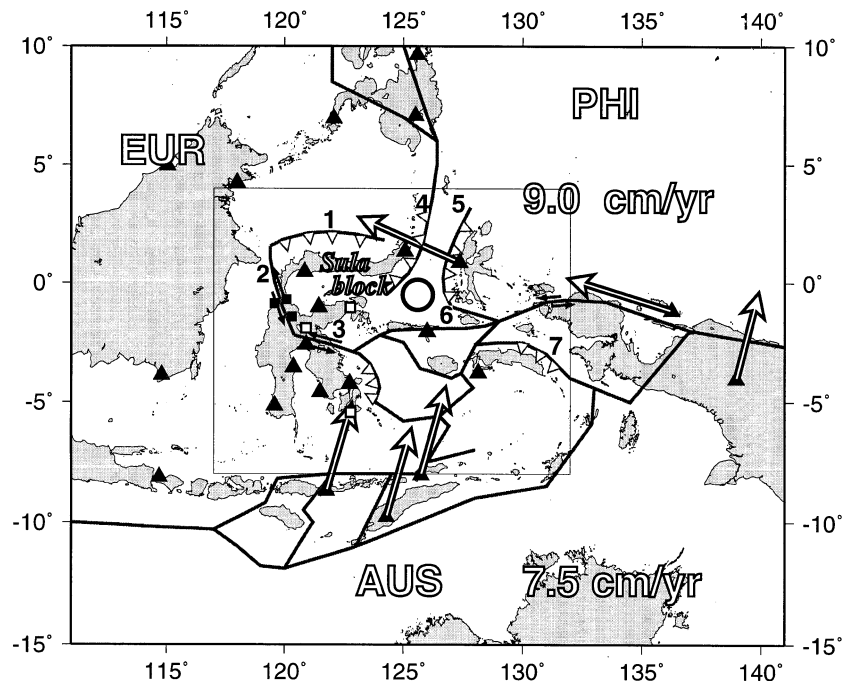 115˚ 120˚ 125˚ 130˚ 135˚ 140˚
10˚ 10˚
PHI
EUR
5˚ 5˚
1 4 5 9.0 cm/yr
2 Sula
block
0˚ 0˚
6
3 7
-5˚ -5˚
-10˚ -10˚
AUS 7.5 cm/yr
-15˚ -15˚
115˚ 120˚ 125˚ 130˚ 135˚ 140˚